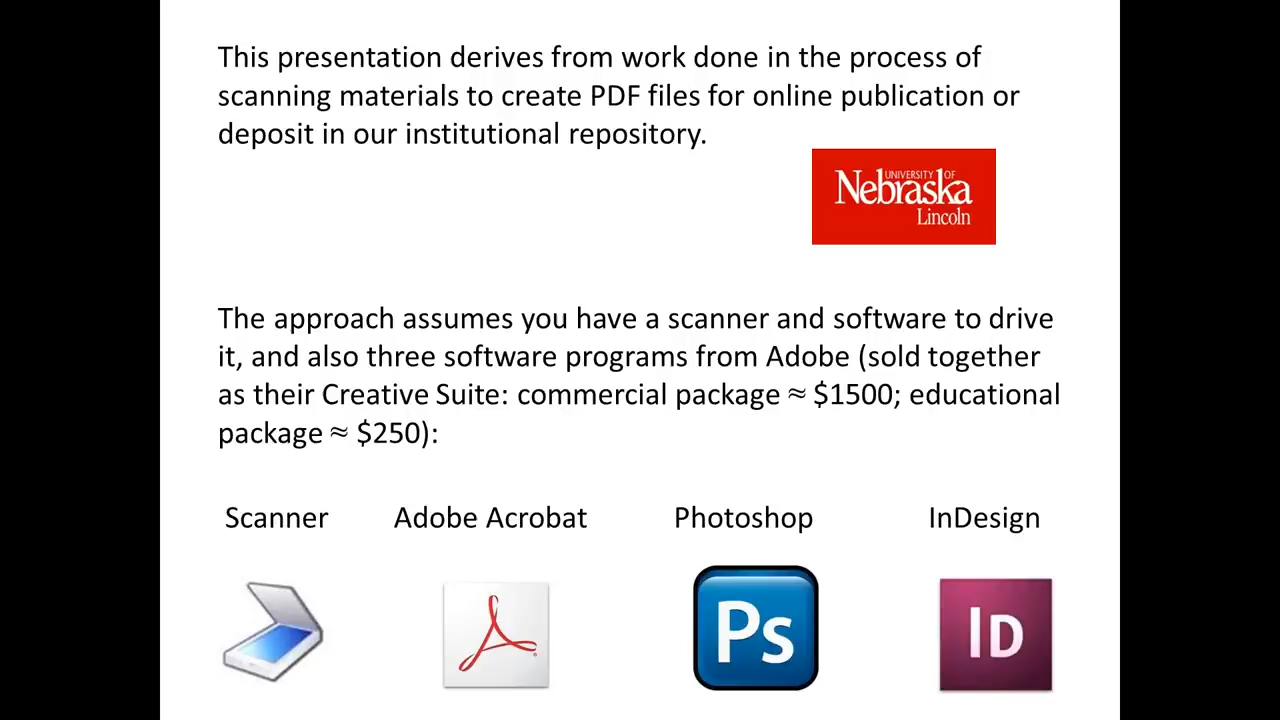 This presentation derives from work done in the process of
scanning materials to create PDF files for online publication or
deposit in our institutional repository.
UNIVERSITY OF
Nebraska
Lincoln
The approach assumes you have a scanner and software to drive
it, and also three software programs from Adobe (sold together
as their Creative Suite: commercial package ≈ $1500; educational
package ≈ $250):
Scanner Adobe Acrobat Photoshop InDesign
Ps ID